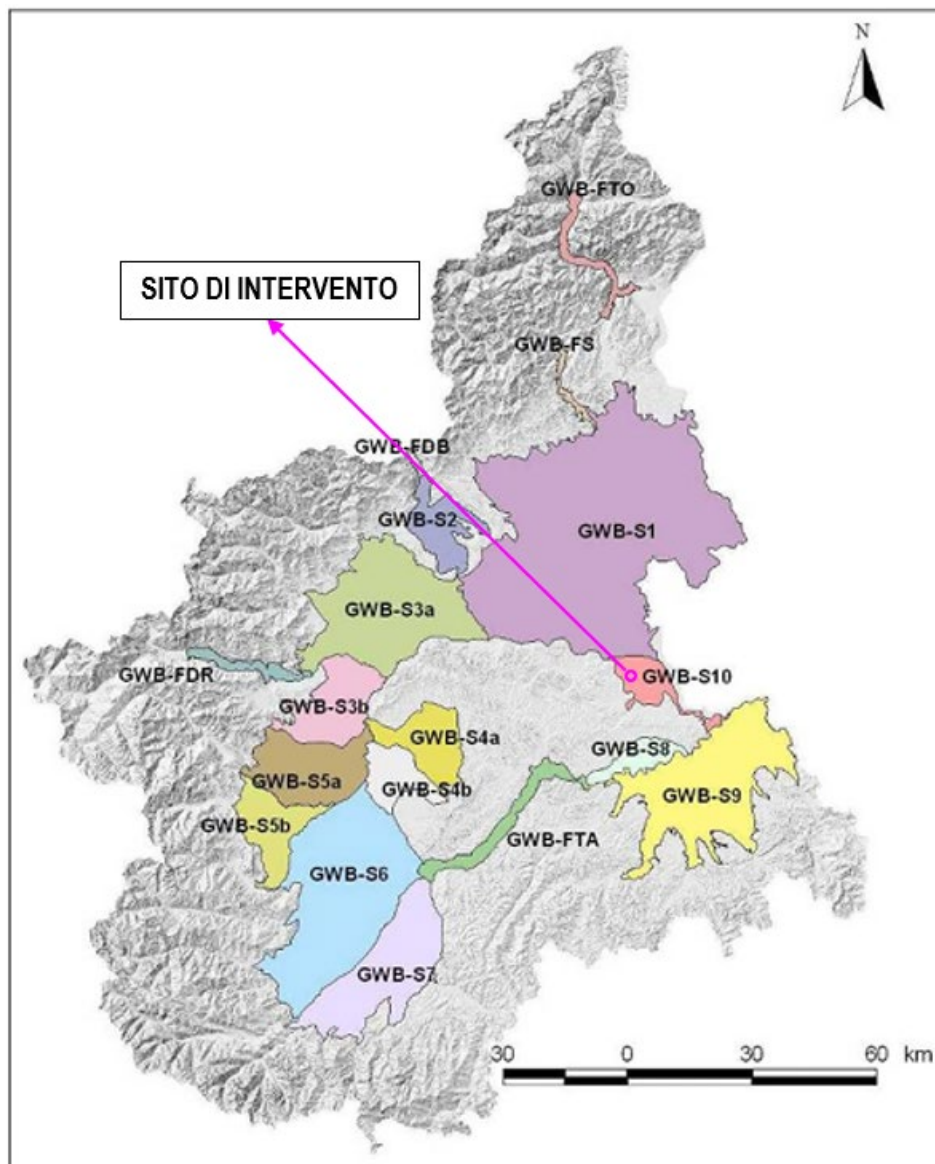 N
GWB-FTO
SITO DI INTERVENTO
GWB-FS
GWB-FDB
GWB-S2
GWB-S1
GWB-S3a
GWB-FDR
GWB-S10
GWB-S3b
GWB-S4a
GWB-S8
GWB-S5a
GWB-S4b
GWB-S9
GWB-S5b
GWB-FTA
GWB-S6
GWB-S7
30 0 30 60 km